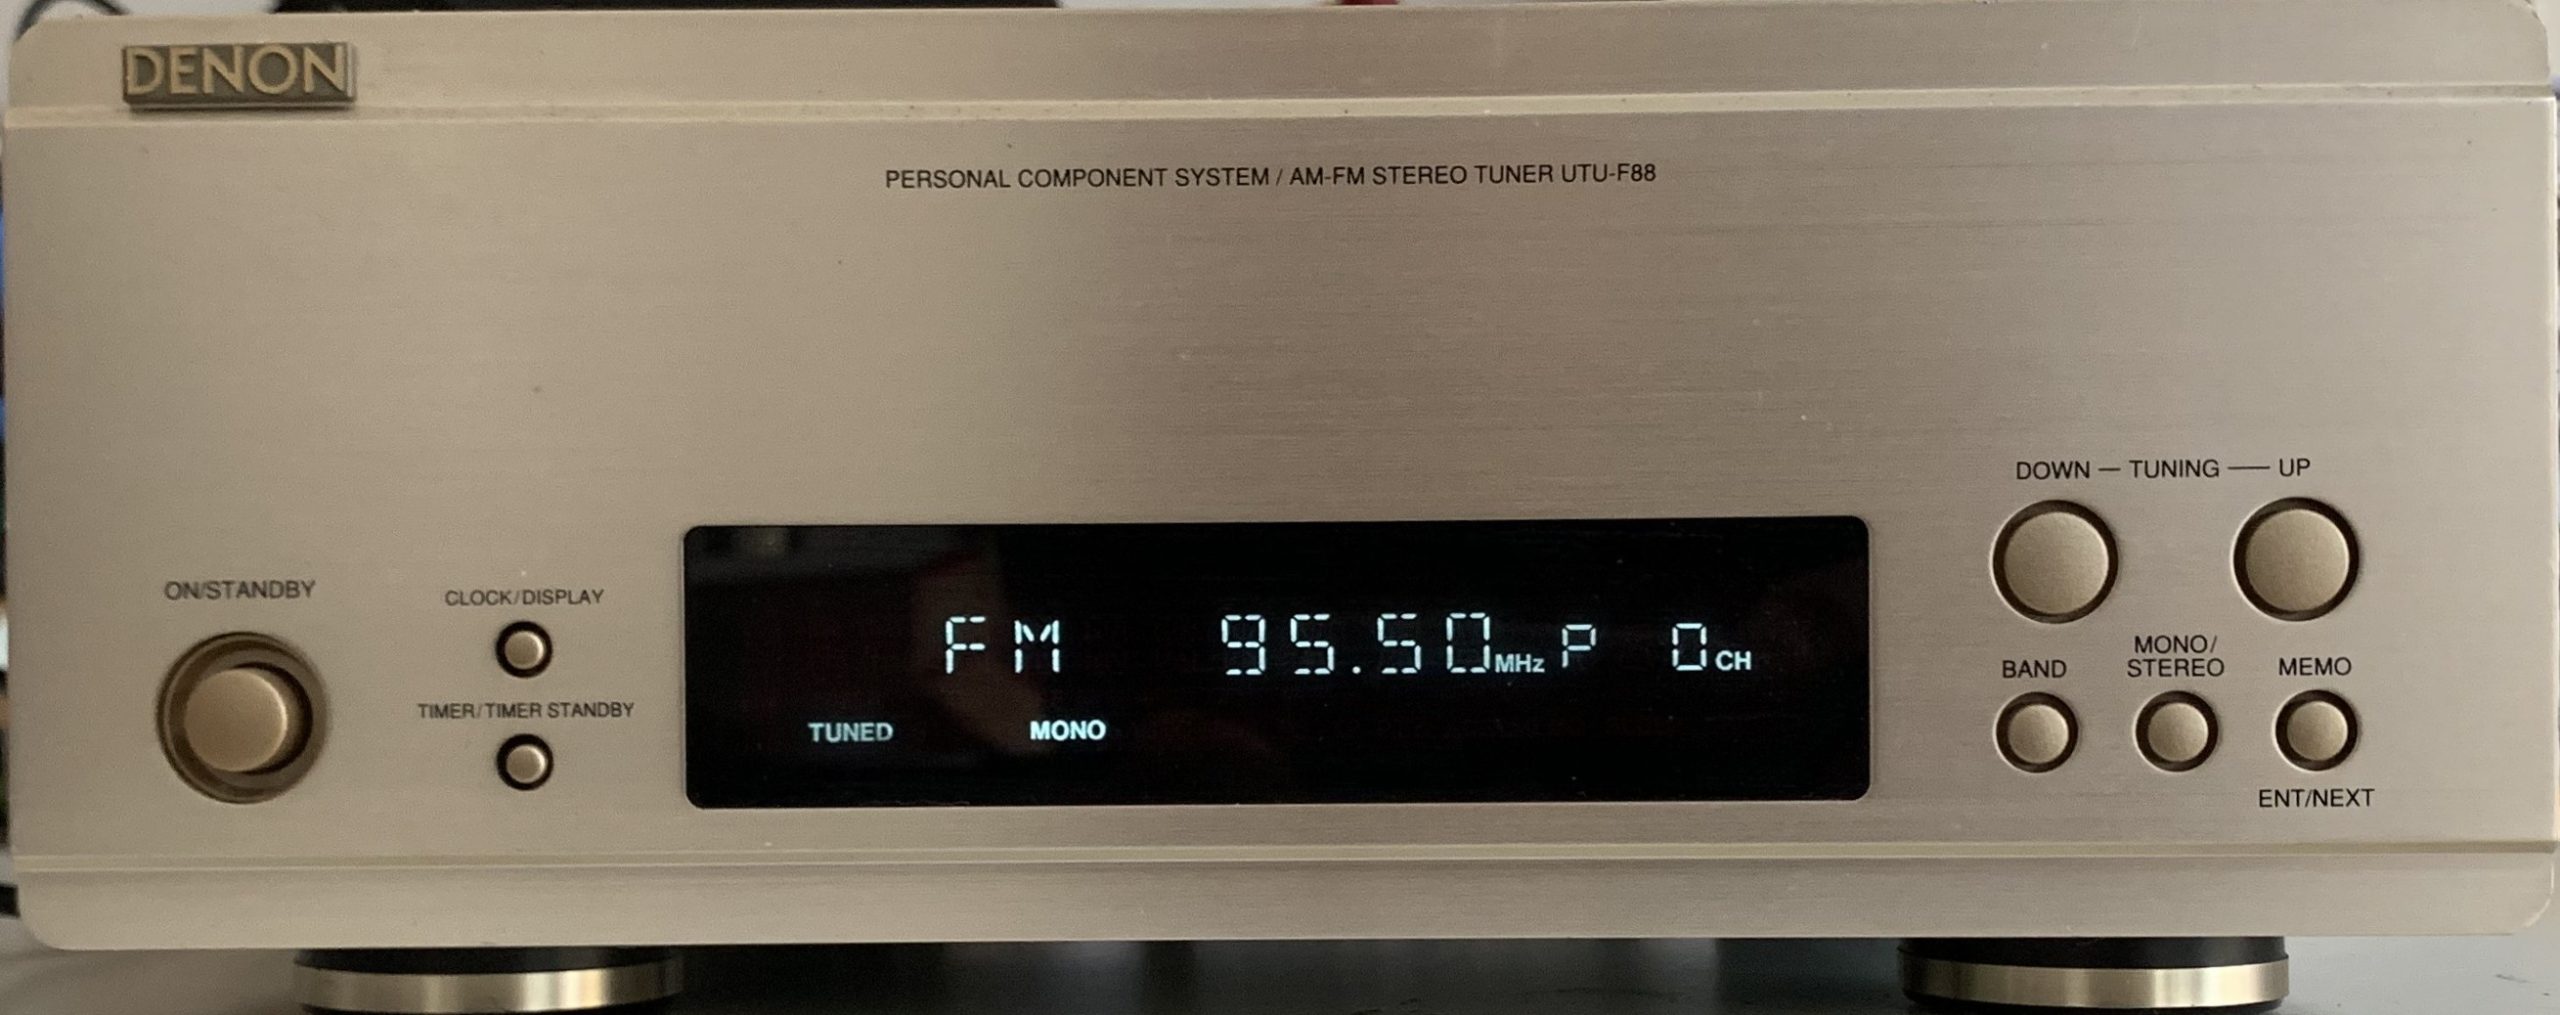 DENON
PERSONAL COMPONENT SYSTEM / AM-FM STEREO TUNER UTU-F88
DOWN — TUNING — UP
ON/STANDBY
CLOCK/DISPLAY
TIMER/TIMER STANDBY
FM 95.50MHz P 0CH
TUNED MONO
BAND
MONO/
STEREO
MEMO
ENT/NEXT